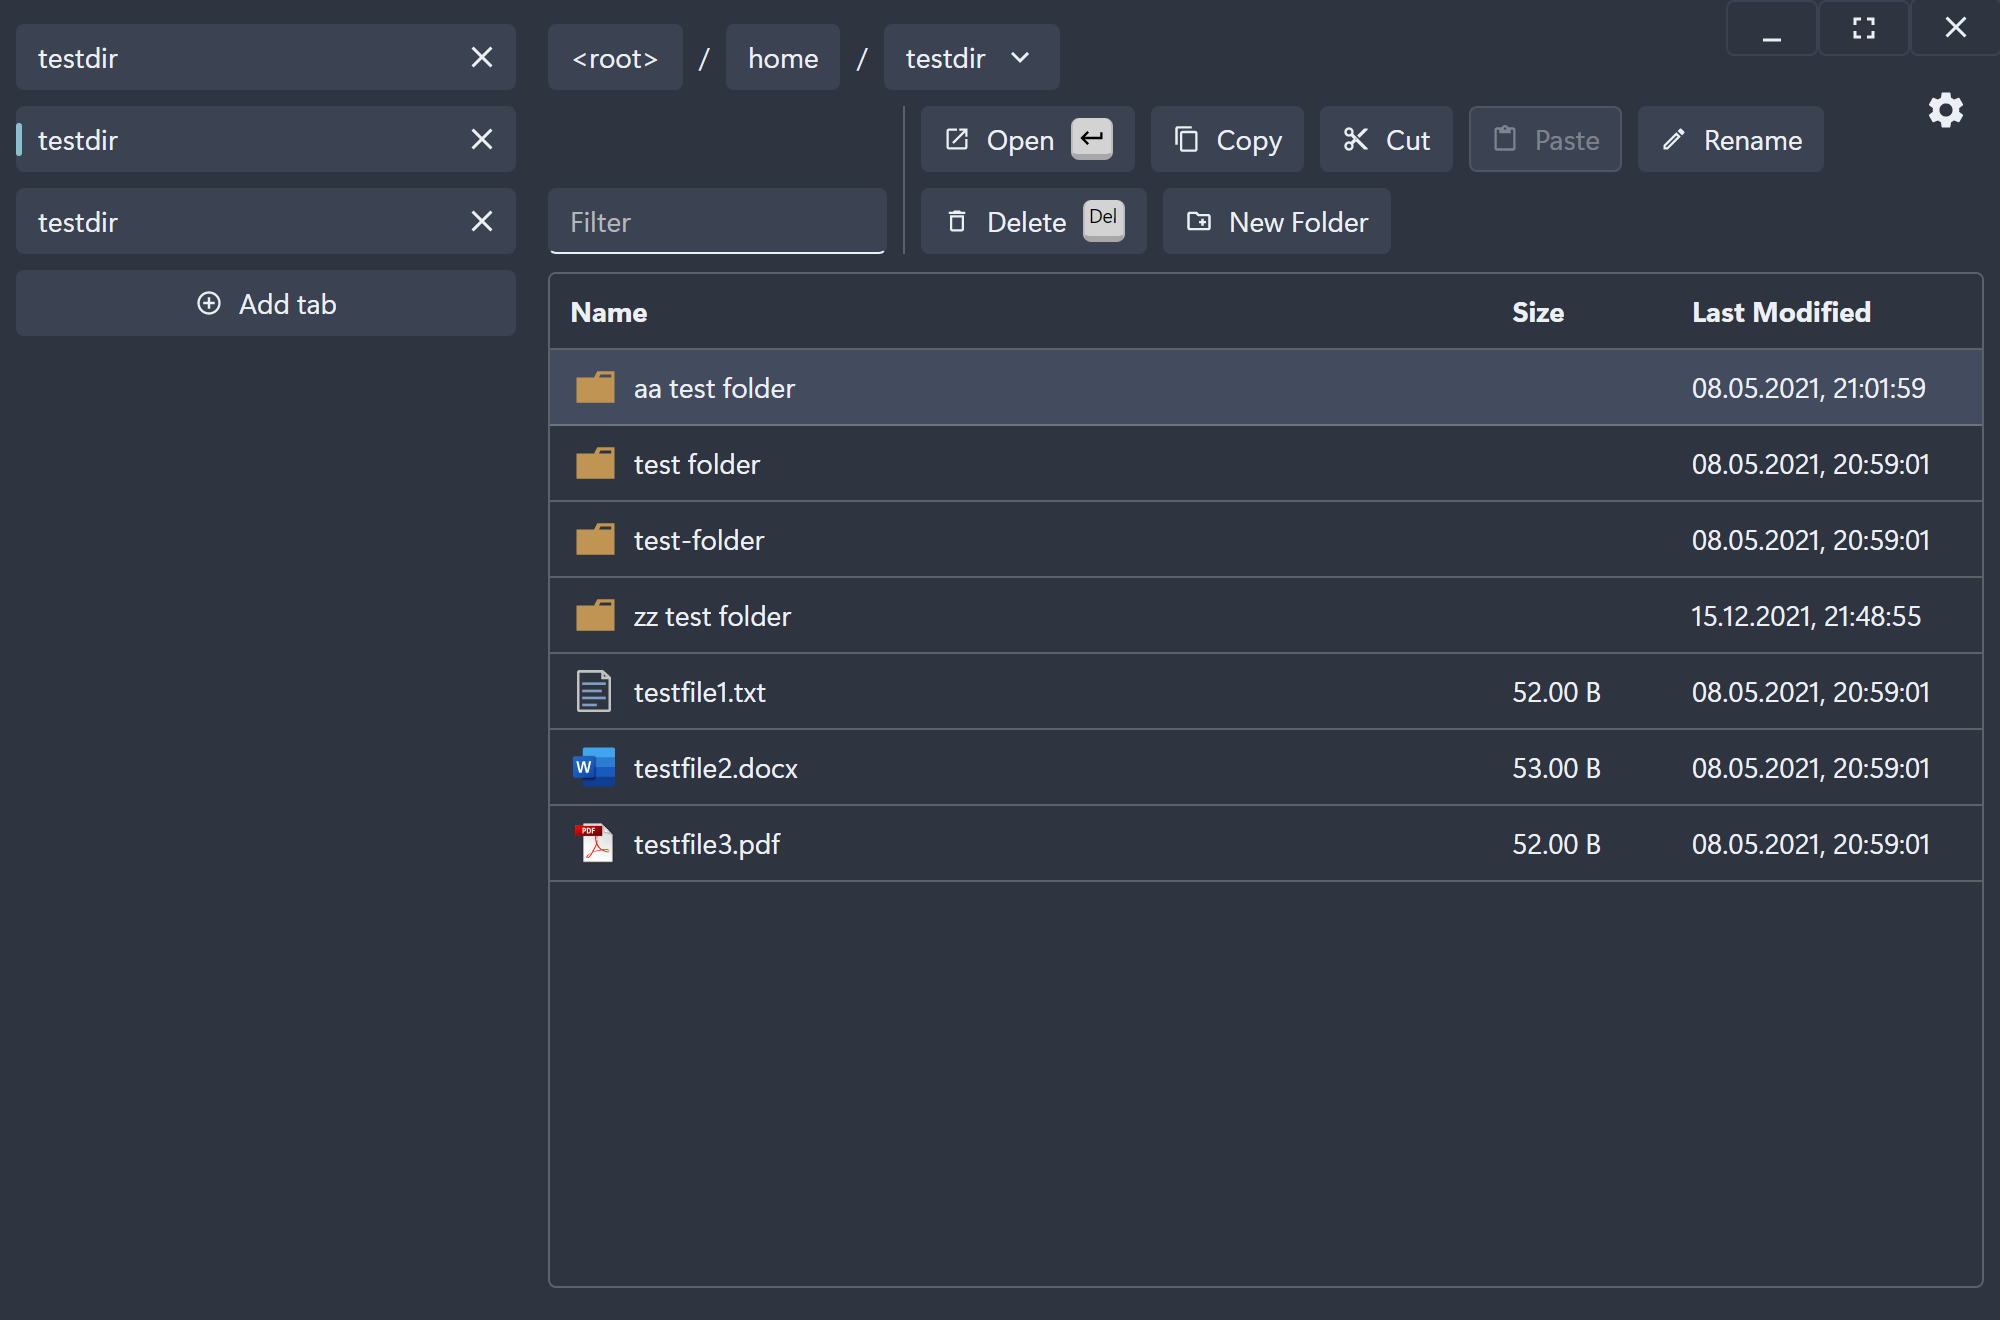 testdir
testdir
testdir
Add tab
<root> / home / testdir
Open Copy Cut Paste Rename
Filter
Delete Del New Folder
Name Size Last Modified
aa test folder 08.05.2021, 21:01:59
test folder 08.05.2021, 20:59:01
test-folder 08.05.2021, 20:59:01
zz test folder 15.12.2021, 21:48:55
testfile1.txt 52.00 B 08.05.2021, 20:59:01
W testfile2.docx 53.00 B 08.05.2021, 20:59:01
PDF testfile3.pdf 52.00 B 08.05.2021, 20:59:01